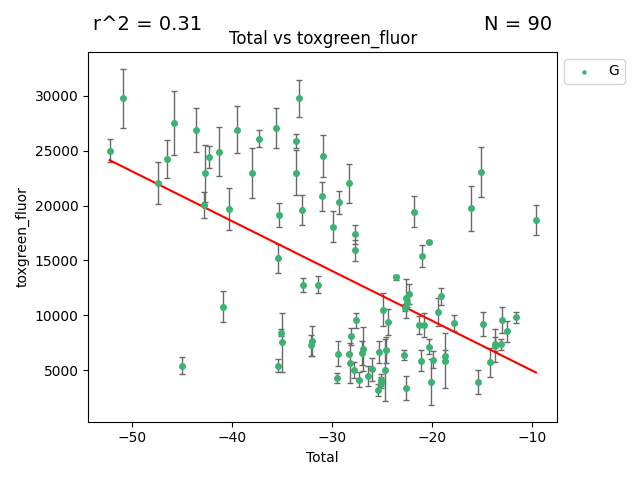 r^2 = 0.31
N = 90
Total vs toxgreen_fluor
G
toxgreen_fluor
30000
25000
20000
15000
10000
5000
−50
−40
−30
−20
−10
Total